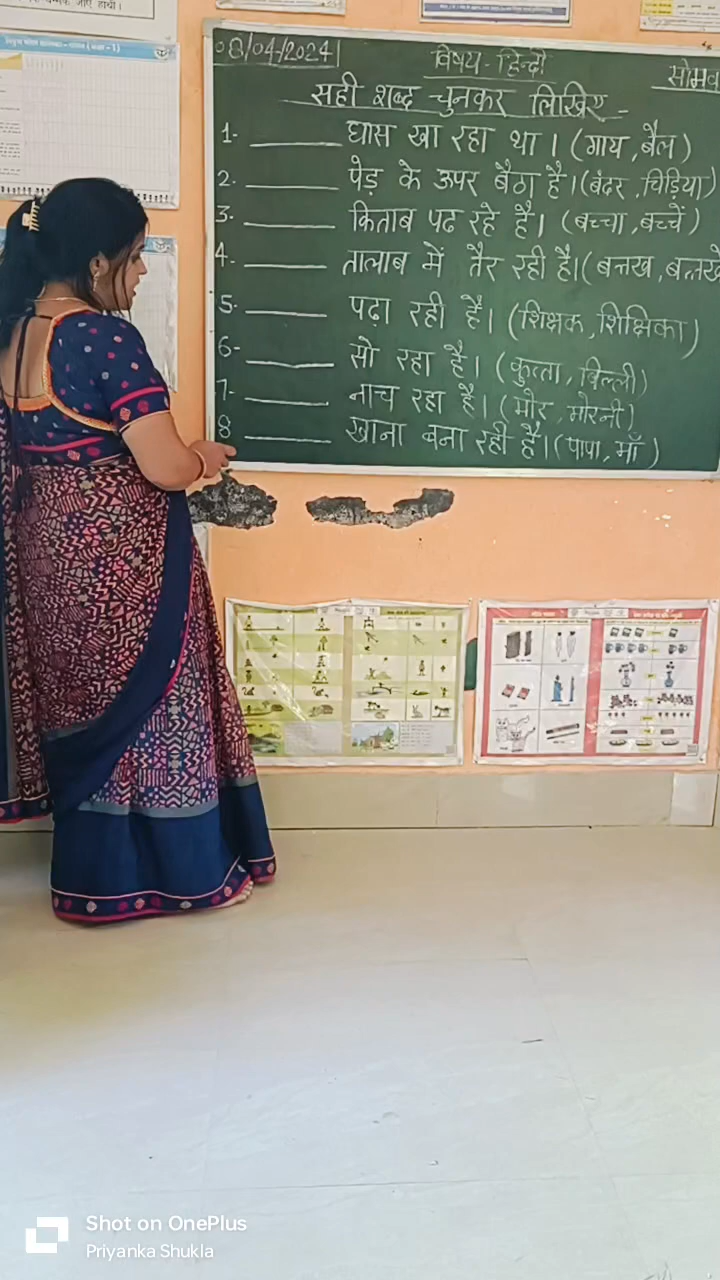 08/04/2024
विषय - हिन्दी
सही शब्द चुनकर लिखिए -
1- ______ घास खा रहा था। (गाय, बैल)
2- ______ पेड़ के ऊपर बैठा है। (बंदर, चिड़िया)
3- ______ किताब पढ रहे है। (बच्चा, बच्चें)
4- ______ तालाब में तैर रही है। (बत्तख, बत्तखें
5- ______ पढ़ा रही है। (शिक्षक, शिक्षिका)
6- ______ सो रहा है। (कुत्ता, बिल्ली)
7- ______ नाच रहा है। (मोर, मोरनी)
8 ______ खाना बना रही है। (पापा, माँ)
Shot on OnePlus
Priyanka Shukla